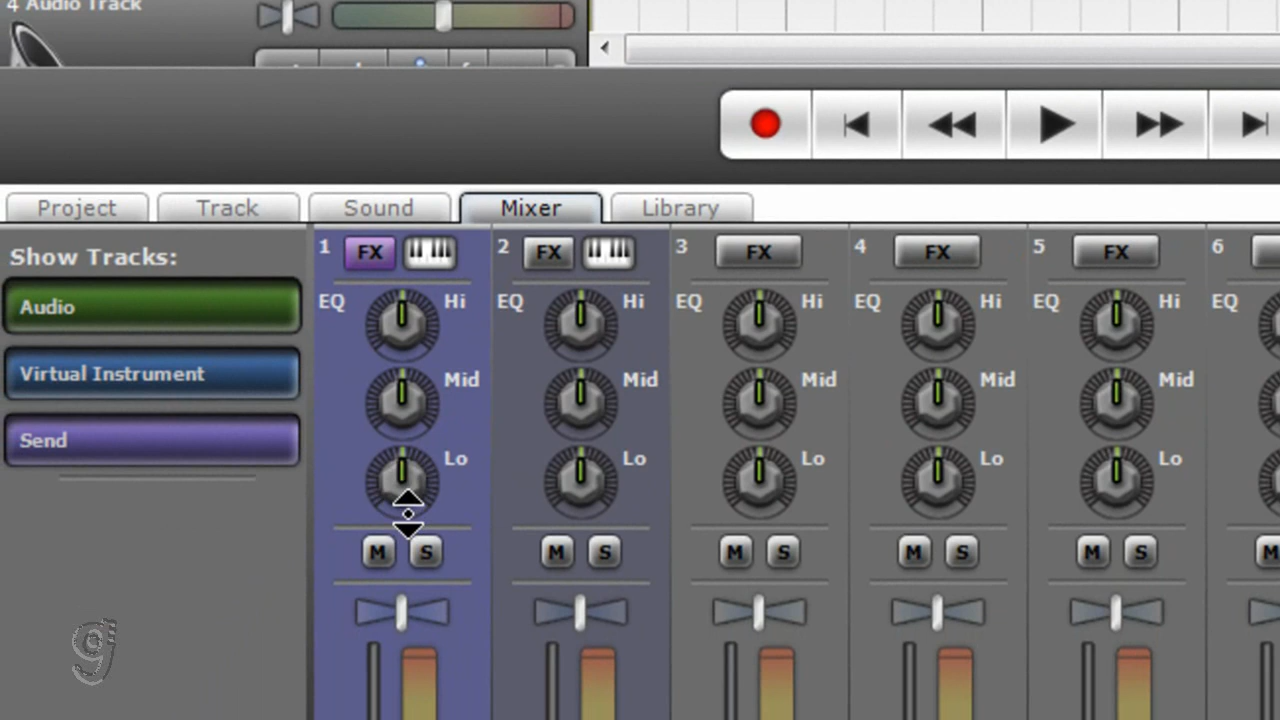 4 Audio Track
Project Track Sound Mixer Library
Show Tracks:
Audio
Virtual Instrument
Send
1 FX 2 FX 3 FX 4 FX 5 FX 6
EQ Hi EQ Hi EQ Hi EQ Hi EQ Hi EQ
Mid Mid Mid Mid Mid
Lo Lo Lo Lo Lo
M S M S M S M S M S M
g